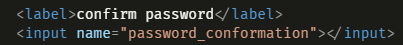 <label>confirm password</label>
<input name="password_conformation"></input>